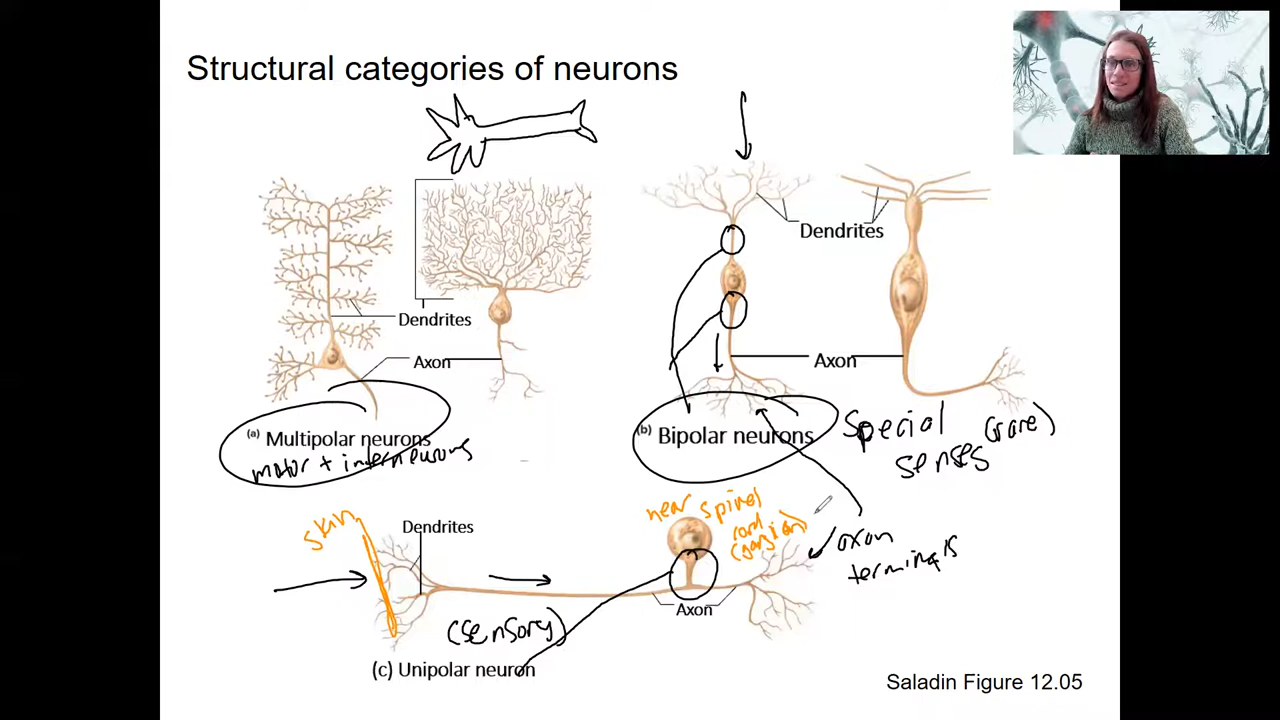 Structural categories of neurons
Dendrites
Axon
(a) Multipolar neurons
motor + interneurons
Dendrites
Axon
(b) Bipolar neurons
Special (rare)
senses
skin
Dendrites
near spinal
cord
(ganglion)
axon
terminals
Axon
(sensory)
(c) Unipolar neuron
Saladin Figure 12.05